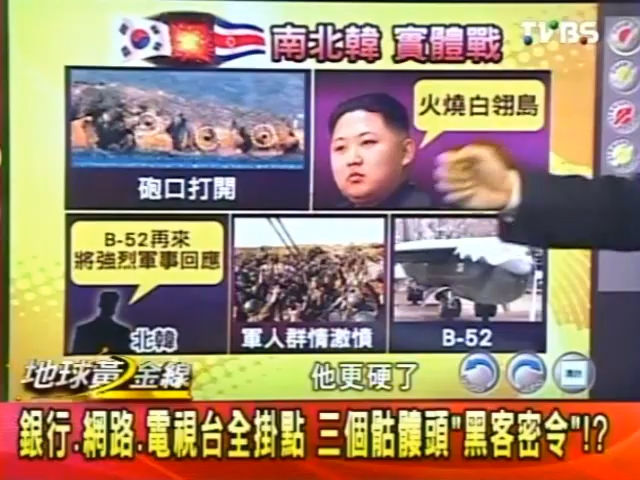 TVBS
南北韓 實體戰
火燒白翎島
砲口打開
B-52再來
將強烈軍事回應
北韓
軍人群情激憤
B-52
地球黃金線
他更硬了
銀行.網路.電視台全掛點 三個骷髏頭"黑客密令"!?